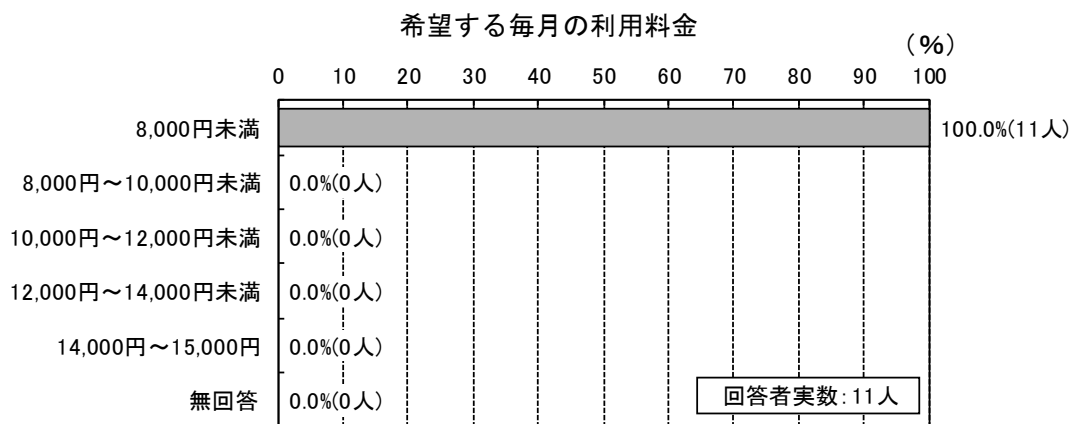 希望する毎月の利用料金
(%)
0 10 20 30 40 50 60 70 80 90 100
8,000円未満 100.0%(11人)
8,000円～10,000円未満 0.0%(0人)
10,000円～12,000円未満 0.0%(0人)
12,000円～14,000円未満 0.0%(0人)
14,000円～15,000円 0.0%(0人)
無回答 0.0%(0人)
回答者実数:11人